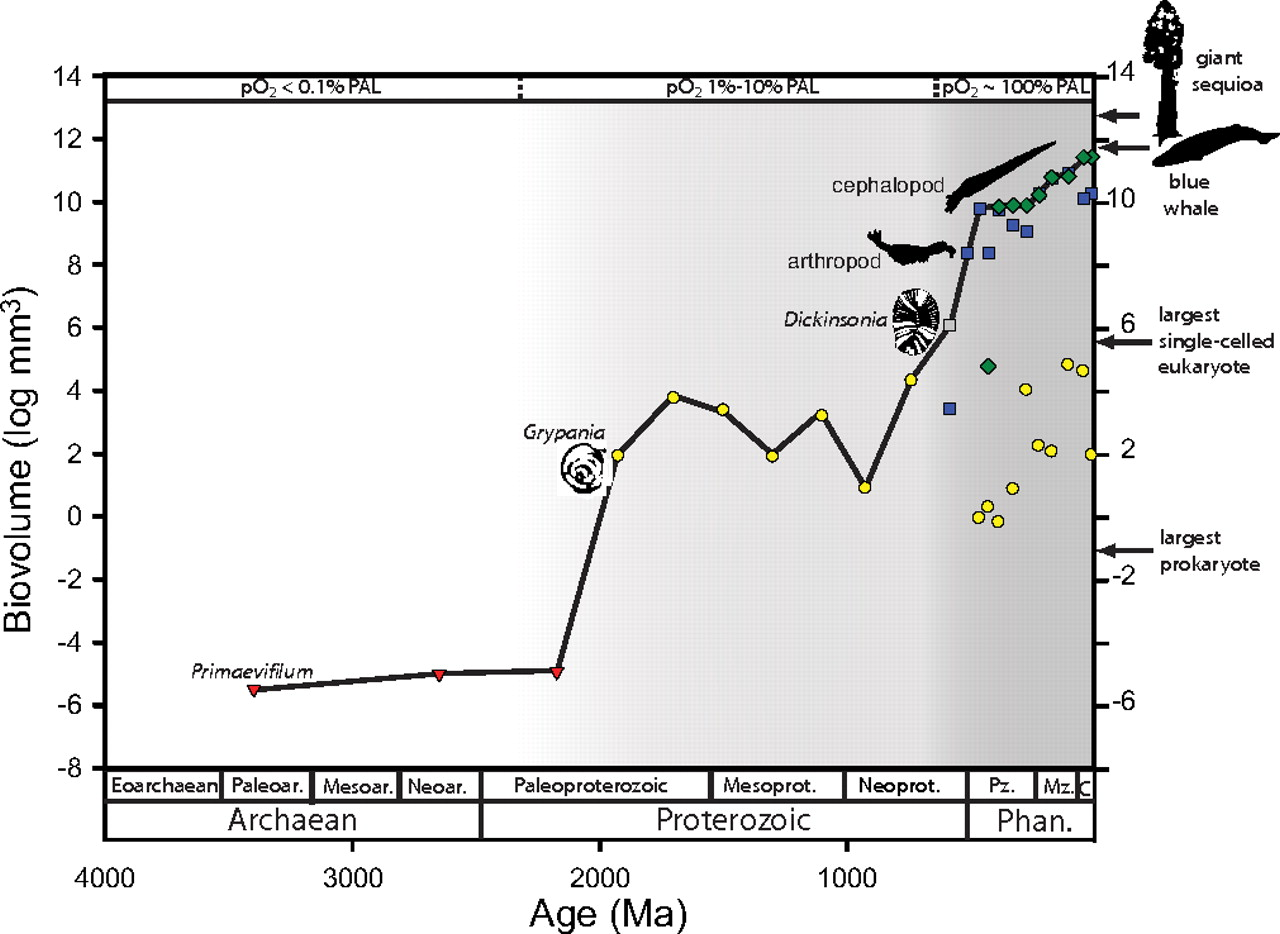 giant
sequioa
blue
whale
14
12
10
8
6
4
2
0
-2
-4
-6
-8
Biovolume (log mm³)
pO₂ < 0.1% PAL
pO₂ 1%-10% PAL
pO₂ ~ 100% PAL
14
10
6
2
-2
-6
cephalopod
arthropod
Dickinsonia
Grypania
Primaevifilum
largest
single-celled
eukaryote
largest
prokaryote
Eoarchaean
Paleoar.
Mesoar.
Neoar.
Paleoproterozoic
Mesoprot.
Neoprot.
Pz.
Mz.
C
Archaean
Proterozoic
Phan.
4000
3000
2000
1000
Age (Ma)